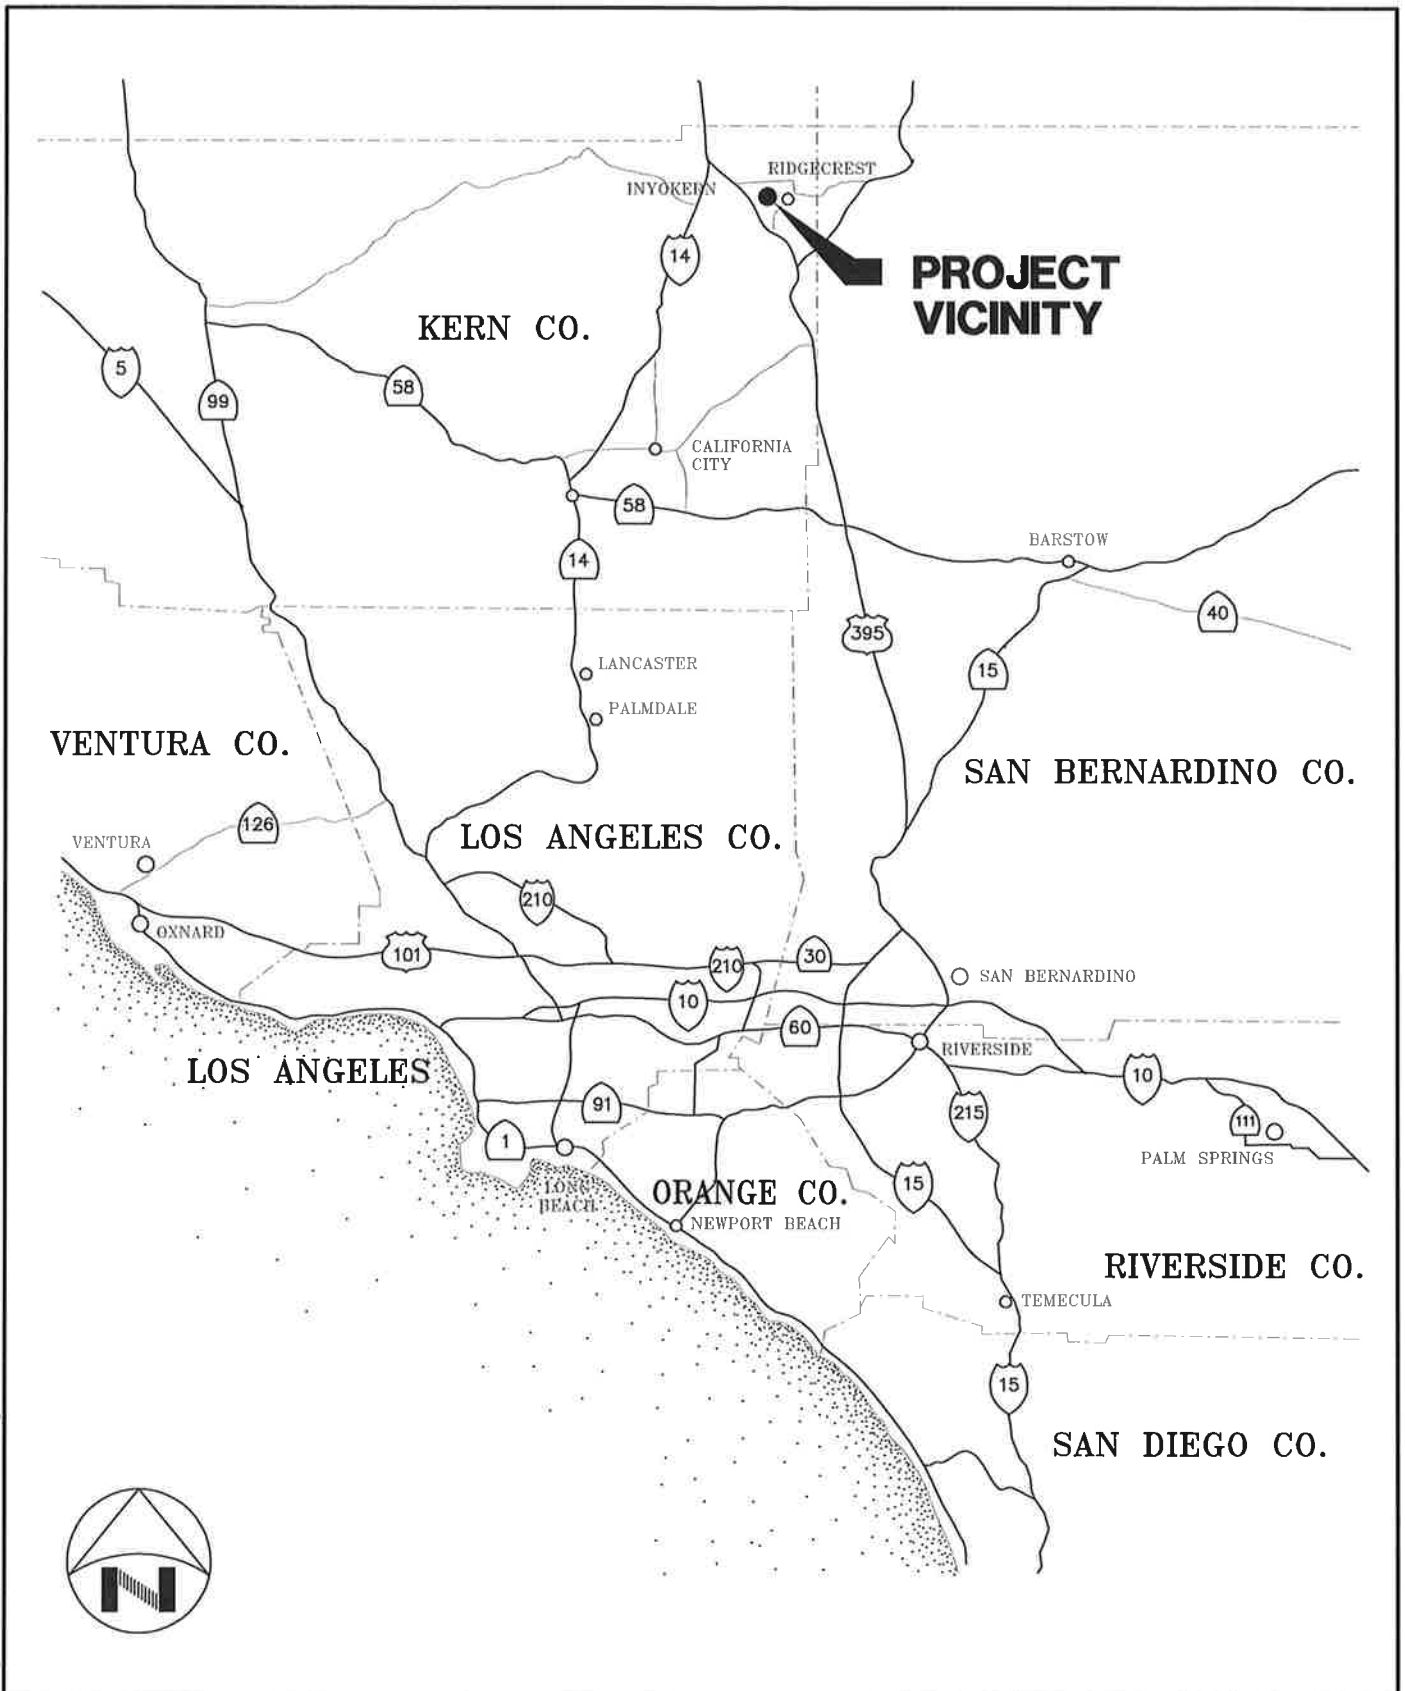 RIDGECREST
INYOKERN
14
PROJECT
VICINITY
KERN CO.
5
99
58
CALIFORNIA
CITY
58
14
BARSTOW
40
395
15
LANCASTER
PALMDALE
VENTURA CO.
SAN BERNARDINO CO.
126
VENTURA
LOS ANGELES CO.
210
OXNARD
101
210
30
SAN BERNARDINO
10
60
RIVERSIDE
LOS ANGELES
10
91
215
111
1
PALM SPRINGS
LONG
BEACH
ORANGE CO.
15
NEWPORT BEACH
RIVERSIDE CO.
TEMECULA
15
SAN DIEGO CO.
N